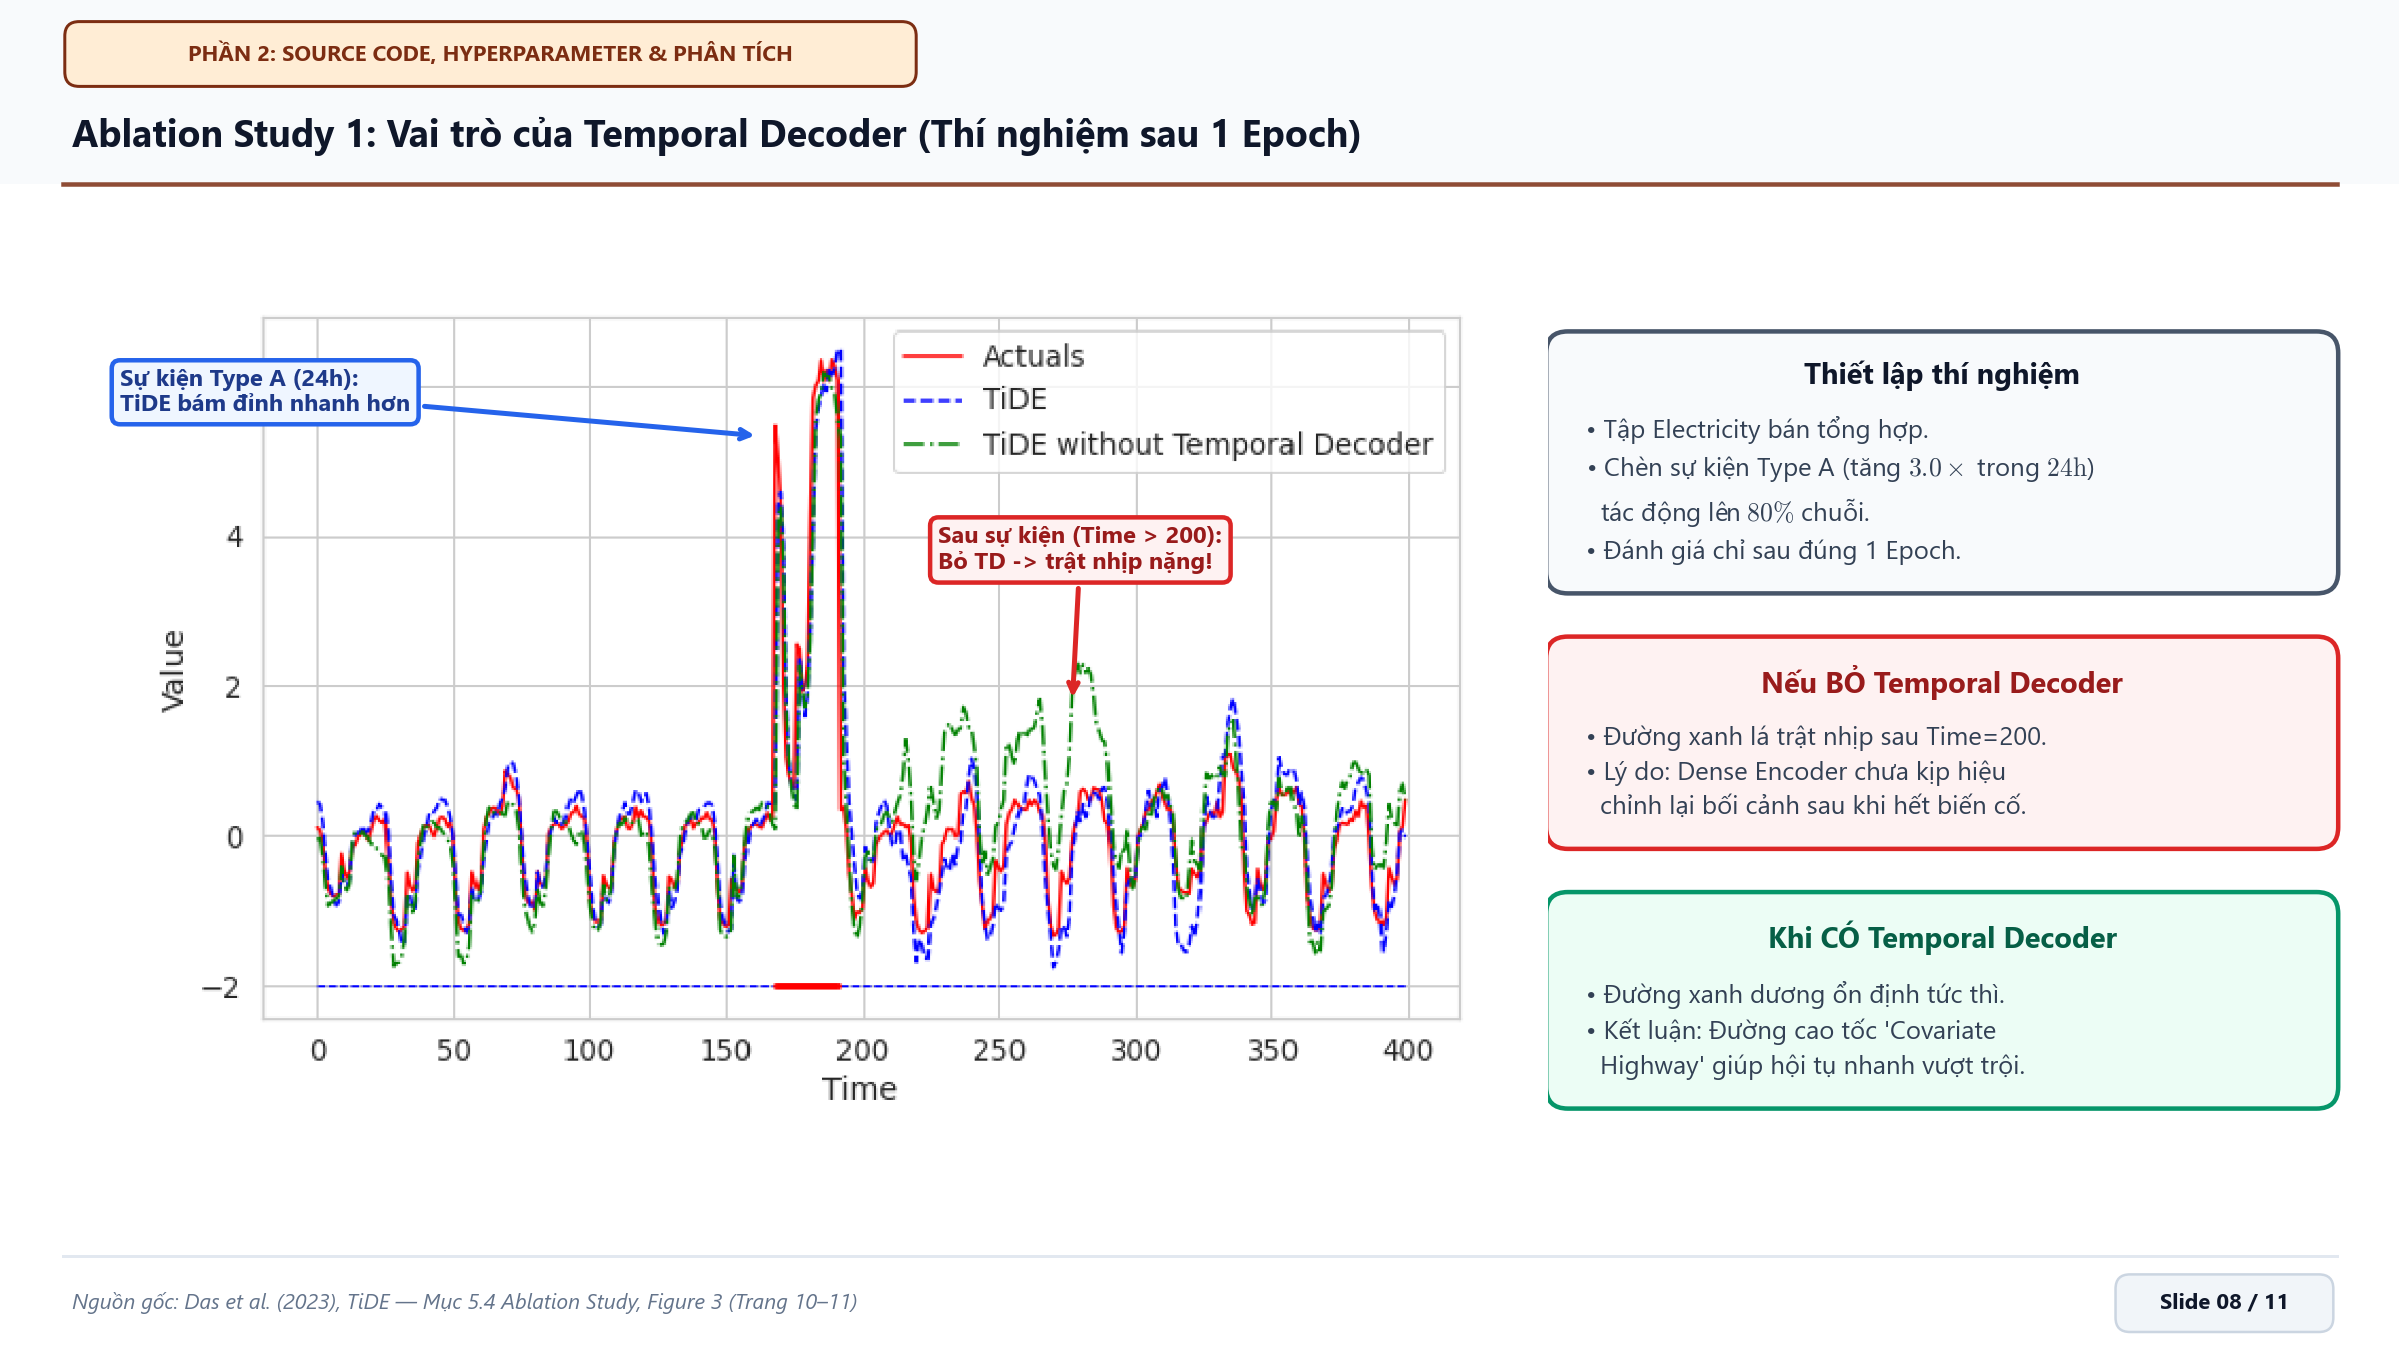 PHẦN 2: SOURCE CODE, HYPERPARAMETER & PHÂN TÍCH
Ablation Study 1: Vai trò của Temporal Decoder (Thí nghiệm sau 1 Epoch)
Sự kiện Type A (24h):
TiDE bám đỉnh nhanh hơn
Actuals
TiDE
TiDE without Temporal Decoder
Sau sự kiện (Time > 200):
Bỏ TD -> trật nhịp nặng!
Value
4
2
0
−2
0 50 100 150 200 250 300 350 400
Time
Thiết lập thí nghiệm
• Tập Electricity bán tổng hợp.
• Chèn sự kiện Type A (tăng 3.0× trong 24h)
tác động lên 80% chuỗi.
• Đánh giá chỉ sau đúng 1 Epoch.
Nếu BỎ Temporal Decoder
• Đường xanh lá trật nhịp sau Time=200.
• Lý do: Dense Encoder chưa kịp hiệu
chỉnh lại bối cảnh sau khi hết biến cố.
Khi CÓ Temporal Decoder
• Đường xanh dương ổn định tức thì.
• Kết luận: Đường cao tốc 'Covariate
Highway' giúp hội tụ nhanh vượt trội.
Nguồn gốc: Das et al. (2023), TiDE — Mục 5.4 Ablation Study, Figure 3 (Trang 10–11)
Slide 08 / 11